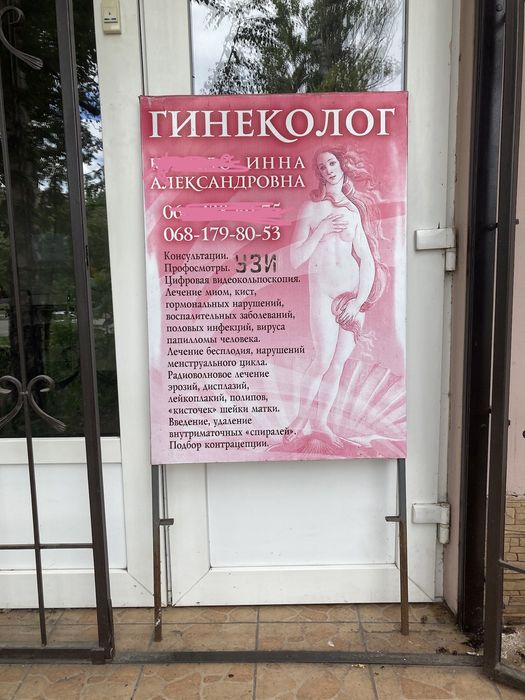 ГИНЕКОЛОГ
ИННА
АЛЕКСАНДРОВНА
068-179-80-53
Консультации.
Профосмотры. УЗИ
Цифровая видеокольпоскопия.
Лечение миом, кист,
гормональных нарушений,
воспалительных заболеваний,
половых инфекций, вируса
папилломы человека.
Лечение бесплодия, нарушений
менструального цикла.
Радиоволновое лечение
эрозий, дисплазий,
лейкоплакий, полипов,
«кисточек» шейки матки.
Введение, удаление
внутриматочных «спиралей».
Подбор контрацепции.